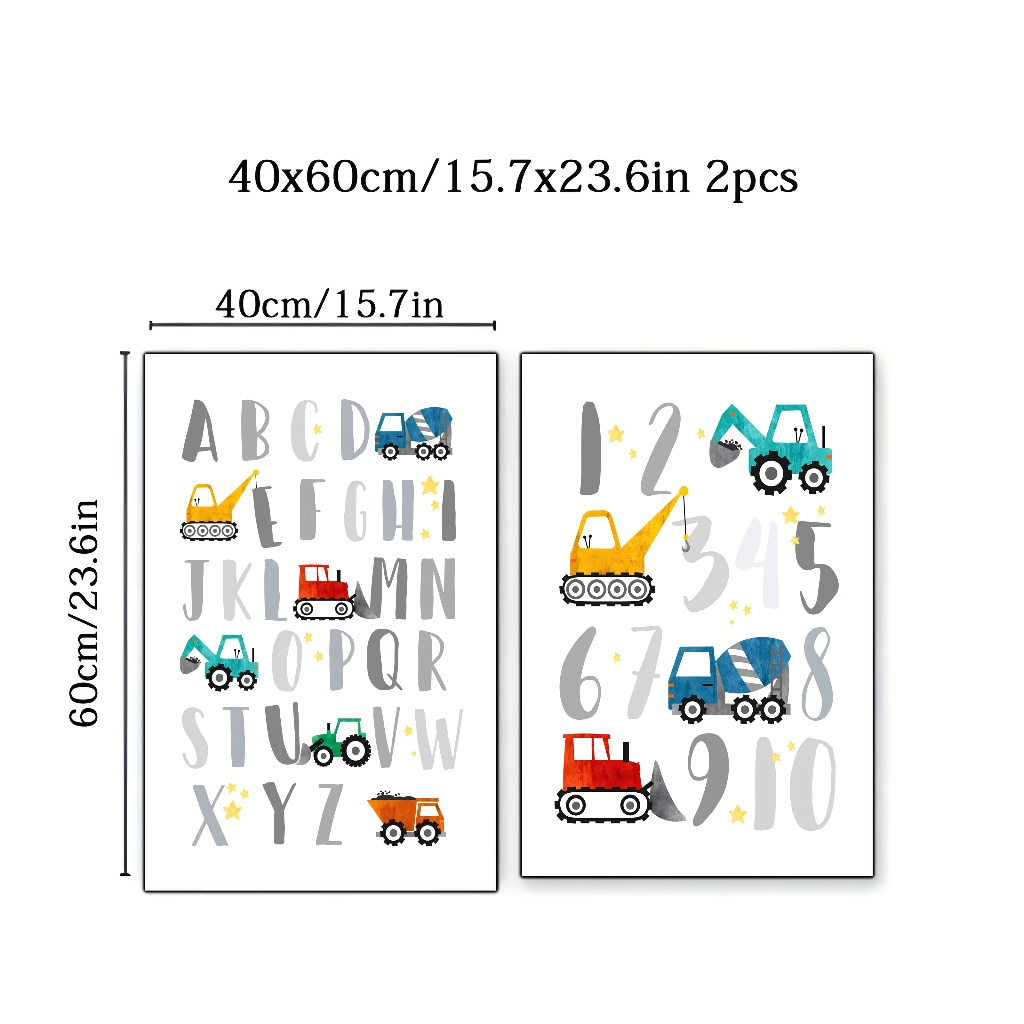 40x60cm/15.7x23.6in 2pcs
40cm/15.7in
60cm/23.6in
A B C D
E F G H I
J K L M N
O P Q R
S T U V W
X Y Z
1 2
3 4 5
6 7 8
9 10